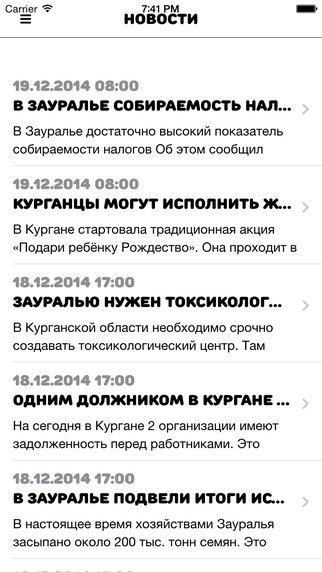 Carrier 7:41 PM
НОВОСТИ
19.12.2014 08:00
В ЗАУРАЛЬЕ СОБИРАЕМОСТЬ НАЛ...
В Зауралье достаточно высокий показатель
собираемости налогов Об этом сообщил
19.12.2014 08:00
КУРГАНЦЫ МОГУТ ИСПОЛНИТЬ Ж...
В Кургане стартовала традиционная акция
«Подари ребёнку Рождество». Она проходит в
18.12.2014 17:00
ЗАУРАЛЬЮ НУЖЕН ТОКСИКОЛОГ...
В Курганской области необходимо срочно
создавать токсикологический центр. Там
18.12.2014 17:00
ОДНИМ ДОЛЖНИКОМ В КУРГАНЕ ...
На сегодня в Кургане 2 организации имеют
задолженность перед работниками. Это
18.12.2014 17:00
В ЗАУРАЛЬЕ ПОДВЕЛИ ИТОГИ ИС...
В настоящее время хозяйствами Зауралья
засыпано около 200 тыс. тонн семян. Это